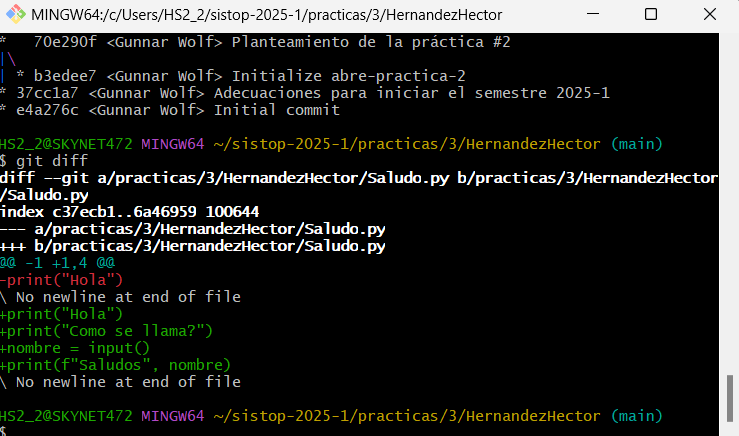 MINGW64:/c/Users/HS2_2/sistop-2025-1/practicas/3/HernandezHector
*   70e290f <Gunnar Wolf> Planteamiento de la práctica #2
|\
| * b3edee7 <Gunnar Wolf> Initialize abre-practica-2
* 37cc1a7 <Gunnar Wolf> Adecuaciones para iniciar el semestre 2025-1
* e4a276c <Gunnar Wolf> Initial commit
HS2_2@SKYNET472 MINGW64 ~/sistop-2025-1/practicas/3/HernandezHector (main)
$ git diff
diff --git a/practicas/3/HernandezHector/Saludo.py b/practicas/3/HernandezHector
/Saludo.py
index c37ecb1..6a46959 100644
--- a/practicas/3/HernandezHector/Saludo.py
+++ b/practicas/3/HernandezHector/Saludo.py
@@ -1 +1,4 @@
-print("Hola")
\ No newline at end of file
+print("Hola")
+print("Como se llama?")
+nombre = input()
+print(f"Saludos", nombre)
\ No newline at end of file
HS2_2@SKYNET472 MINGW64 ~/sistop-2025-1/practicas/3/HernandezHector (main)
$